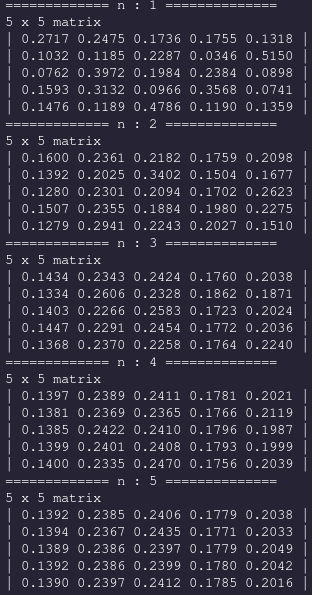 ============= n : 1 ==============
5 x 5 matrix
| 0.2717 0.2475 0.1736 0.1755 0.1318 |
| 0.1032 0.1185 0.2287 0.0346 0.5150 |
| 0.0762 0.3972 0.1984 0.2384 0.0898 |
| 0.1593 0.3132 0.0966 0.3568 0.0741 |
| 0.1476 0.1189 0.4786 0.1190 0.1359 |
============= n : 2 ==============
5 x 5 matrix
| 0.1600 0.2361 0.2182 0.1759 0.2098 |
| 0.1392 0.2025 0.3402 0.1504 0.1677 |
| 0.1280 0.2301 0.2094 0.1702 0.2623 |
| 0.1507 0.2355 0.1884 0.1980 0.2275 |
| 0.1279 0.2941 0.2243 0.2027 0.1510 |
============= n : 3 ==============
5 x 5 matrix
| 0.1434 0.2343 0.2424 0.1760 0.2038 |
| 0.1334 0.2606 0.2328 0.1862 0.1871 |
| 0.1403 0.2266 0.2583 0.1723 0.2024 |
| 0.1447 0.2291 0.2454 0.1772 0.2036 |
| 0.1368 0.2370 0.2258 0.1764 0.2240 |
============= n : 4 ==============
5 x 5 matrix
| 0.1397 0.2389 0.2411 0.1781 0.2021 |
| 0.1381 0.2369 0.2365 0.1766 0.2119 |
| 0.1385 0.2422 0.2410 0.1796 0.1987 |
| 0.1399 0.2401 0.2408 0.1793 0.1999 |
| 0.1400 0.2335 0.2470 0.1756 0.2039 |
============= n : 5 ==============
5 x 5 matrix
| 0.1392 0.2385 0.2406 0.1779 0.2038 |
| 0.1394 0.2367 0.2435 0.1771 0.2033 |
| 0.1389 0.2386 0.2397 0.1779 0.2049 |
| 0.1392 0.2386 0.2399 0.1780 0.2042 |
| 0.1390 0.2397 0.2412 0.1785 0.2016 |